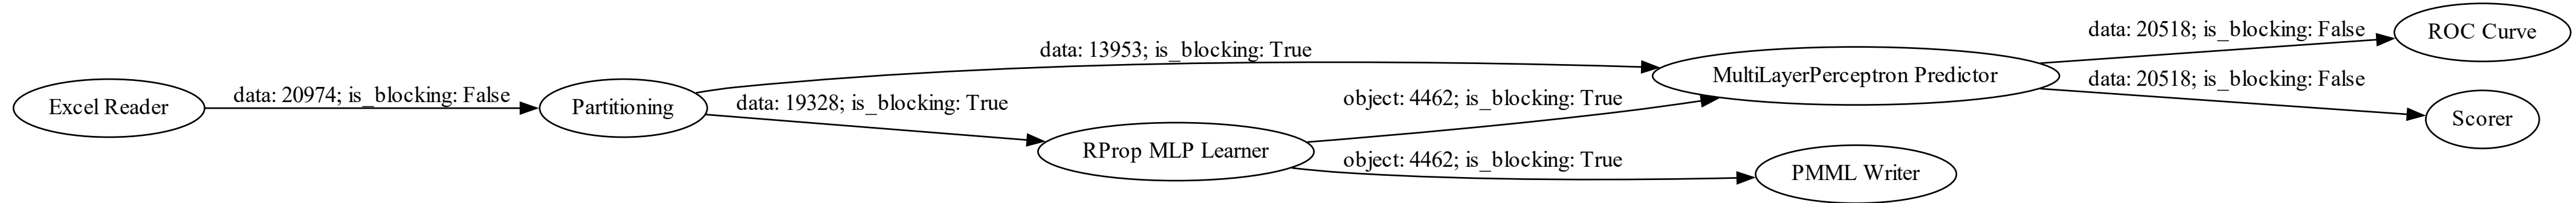 Excel Reader
data: 20974; is_blocking: False
Partitioning
data: 13953; is_blocking: True
data: 19328; is_blocking: True
RProp MLP Learner
object: 4462; is_blocking: True
object: 4462; is_blocking: True
MultiLayerPerceptron Predictor
PMML Writer
data: 20518; is_blocking: False
data: 20518; is_blocking: False
ROC Curve
Scorer